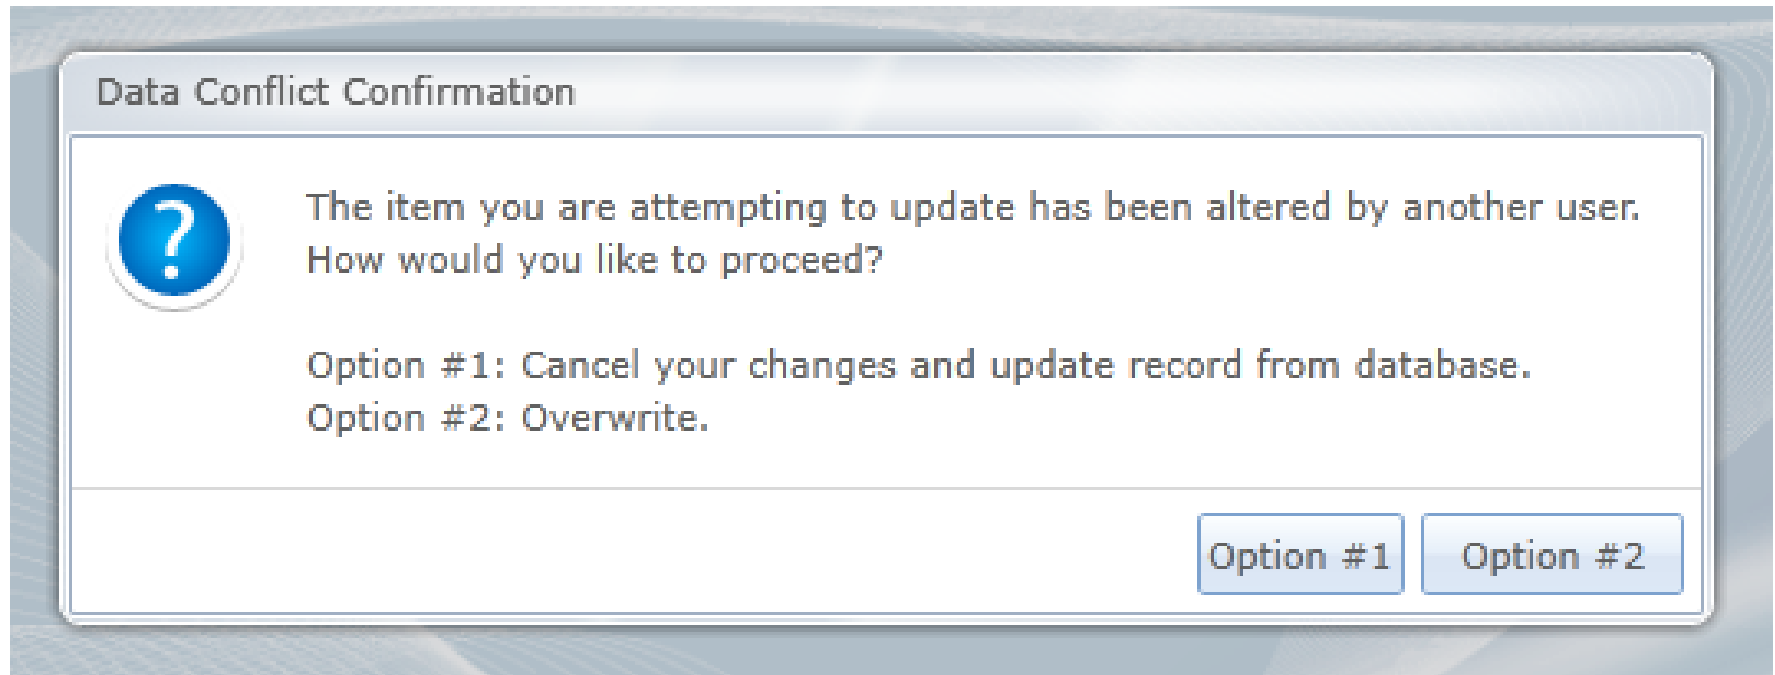 Data Conflict Confirmation
?
The item you are attempting to update has been altered by another user.
How would you like to proceed?
Option #1: Cancel your changes and update record from database.
Option #2: Overwrite.
Option #1 Option #2